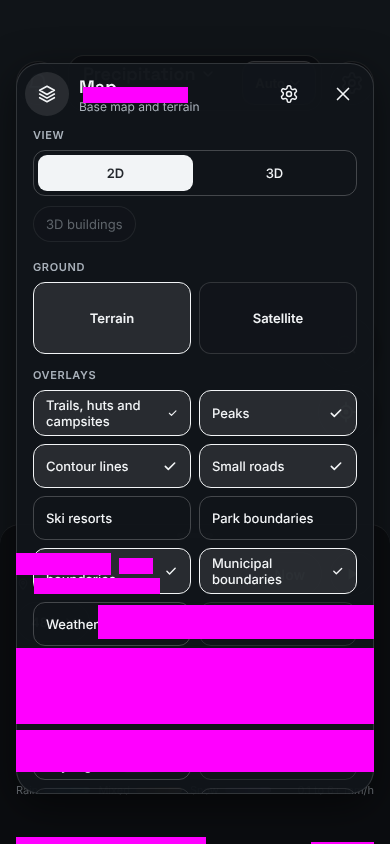 Map
Base map and terrain
VIEW
2D
3D
3D buildings
GROUND
Terrain
Satellite
OVERLAYS
Trails, huts and
campsites
Peaks
Contour lines
Small roads
Ski resorts
Park boundaries
boundaries
Municipal
boundaries
Weather